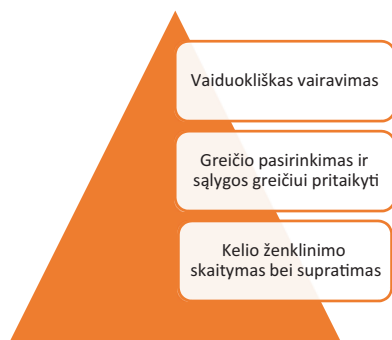 Vaiduokliškas vairavimas
Greičio pasirinkimas ir
sąlygos greičiui pritaikyti
Kelio ženklinimo
skaitymas bei supratimas